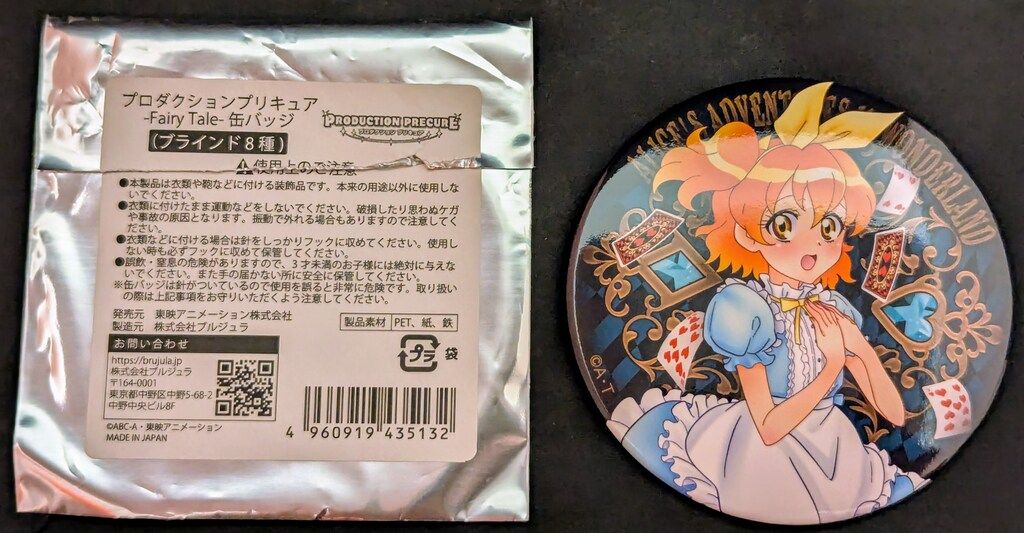 プロダクションプリキュア
-Fairy Tale- 缶バッジ
(ブラインド8種)
PRODUCTION PRECURE
プロダクション プリキュア
⚠使用上のご注意
●本製品は衣類や鞄などに付ける装飾品です。本来の用途以外に使用しな
いでください。
●衣類に付けたまま運動などをしないでください。破損したり思わぬケガ
や事故の原因となります。振動で外れる場合もありますので注意してく
ださい。
●衣類などに付ける場合は針をしっかりフックに収めてください。使用し
ない時も必ずフックに収めて保管してください。
●誤飲・窒息の危険がありますので、3才未満のお子様には絶対に与えな
いでください。また手の届かない所に安全に保管してください。
※缶バッジは針がついているので使用を誤ると非常に危険です。取り扱い
の際は上記事項をお守りいただくよう注意してください。
発売元 東映アニメーション株式会社
製造元 株式会社ブルジュラ
製品素材 PET、紙、鉄
お問い合わせ
https://brujula.jp
株式会社ブルジュラ
〒164-0001
東京都中野区中野5-68-2
中野中央ビル8F
プラ 袋
©ABC-A・東映アニメーション
MADE IN JAPAN
4 960919 435132
ALICE'S ADVENTURES IN WONDERLAND
©A・T